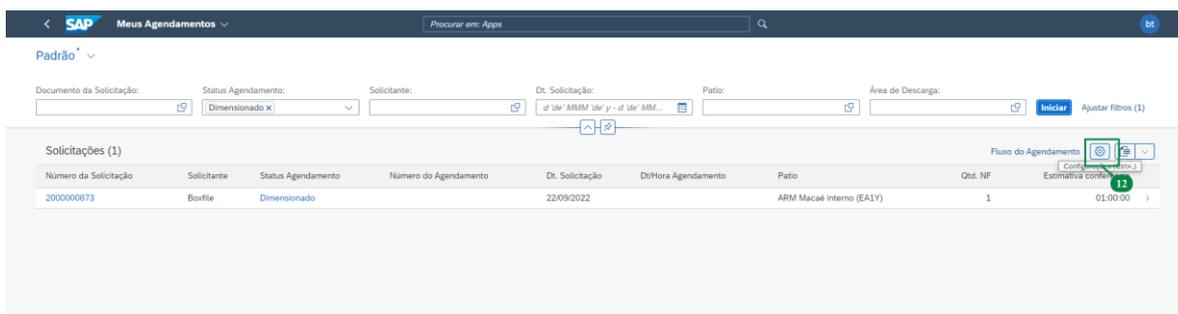 SAP Meus Agendamentos Procurar em: Apps bt
Padrão*
Documento da Solicitação: Status Agendamento: Solicitante: Dt. Solicitação: Patio: Área de Descarga:
Dimensionado × d 'de' MMM 'de' y - d 'de' MM... Iniciar Ajustar filtros (1)
Solicitações (1) Fluxo do Agendamento
Configurações (Ctrl+,)
Número da Solicitação Solicitante Status Agendamento Número do Agendamento Dt. Solicitação Dt/Hora Agendamento Patio Qtd. NF Estimativa
12
2000000873 Boxfile Dimensionado 22/09/2022 ARM Macaé interno (EA1Y) 1 01:00:00